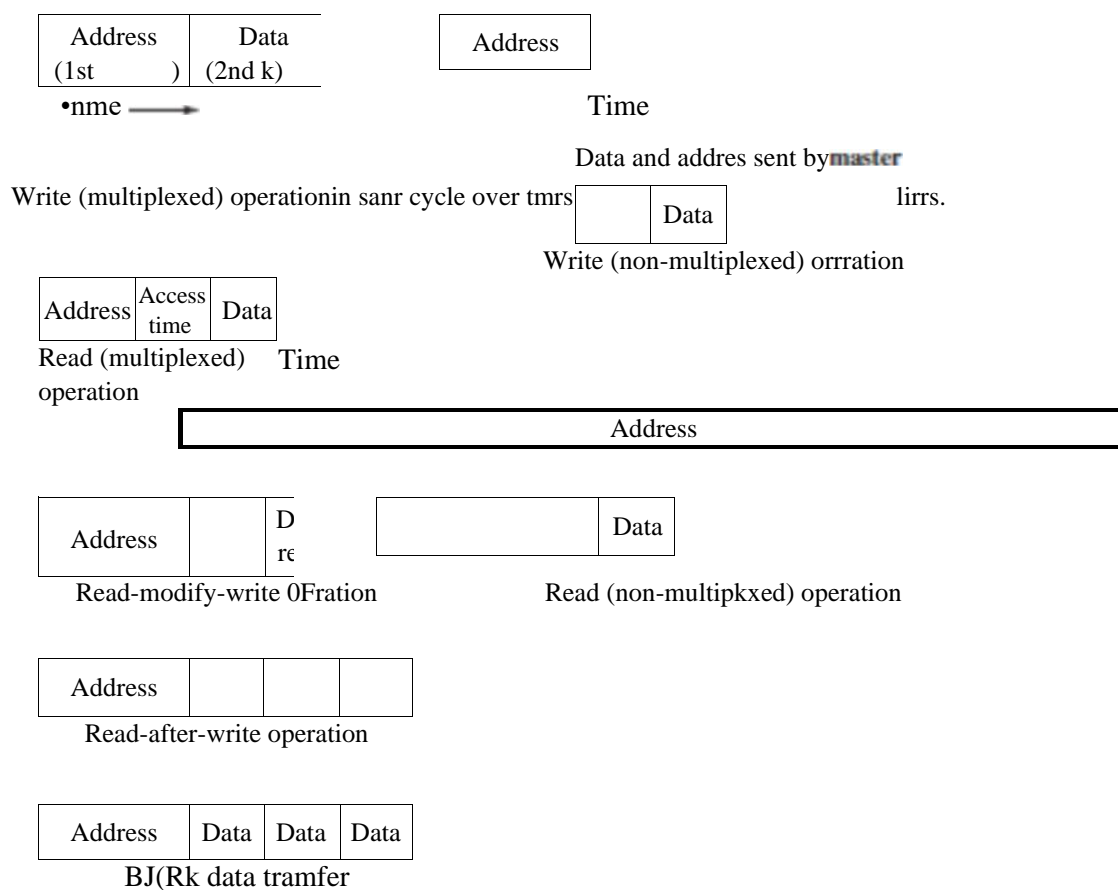 Address Data Address
(1st ) (2nd k)
•nme Time
Data and addres sent bymaster
Write (multiplexed) operationin sanr cycle over tmrs lirrs.
Data
Write (non-multiplexed) orrration
Address Access time Data
Read (multiplexed) Time
operation
Address
Address D
re
Data
Read-modify-write 0Fration Read (non-multipkxed) operation
Address
Read-after-write operation
Address Data Data Data
BJ(Rk data tramfer